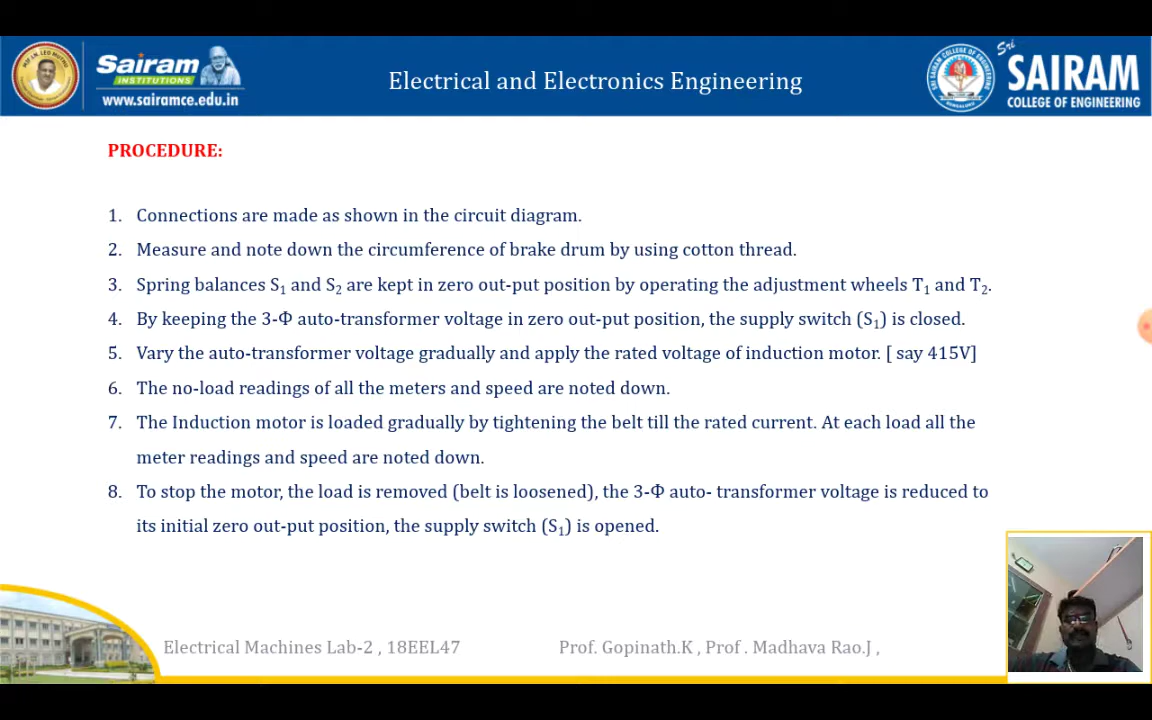 Sairam
INSTITUTIONS
www.sairamce.edu.in
Electrical and Electronics Engineering
Sri
SAIRAM
COLLEGE OF ENGINEERING
PROCEDURE:
1. Connections are made as shown in the circuit diagram.
2. Measure and note down the circumference of brake drum by using cotton thread.
3. Spring balances S₁ and S₂ are kept in zero out-put position by operating the adjustment wheels T₁ and T₂.
4. By keeping the 3-Φ auto-transformer voltage in zero out-put position, the supply switch (S₁) is closed.
5. Vary the auto-transformer voltage gradually and apply the rated voltage of induction motor. [ say 415V]
6. The no-load readings of all the meters and speed are noted down.
7. The Induction motor is loaded gradually by tightening the belt till the rated current. At each load all the
meter readings and speed are noted down.
8. To stop the motor, the load is removed (belt is loosened), the 3-Φ auto- transformer voltage is reduced to
its initial zero out-put position, the supply switch (S₁) is opened.
Electrical Machines Lab-2 , 18EEL47
Prof. Gopinath.K , Prof . Madhava Rao.J ,